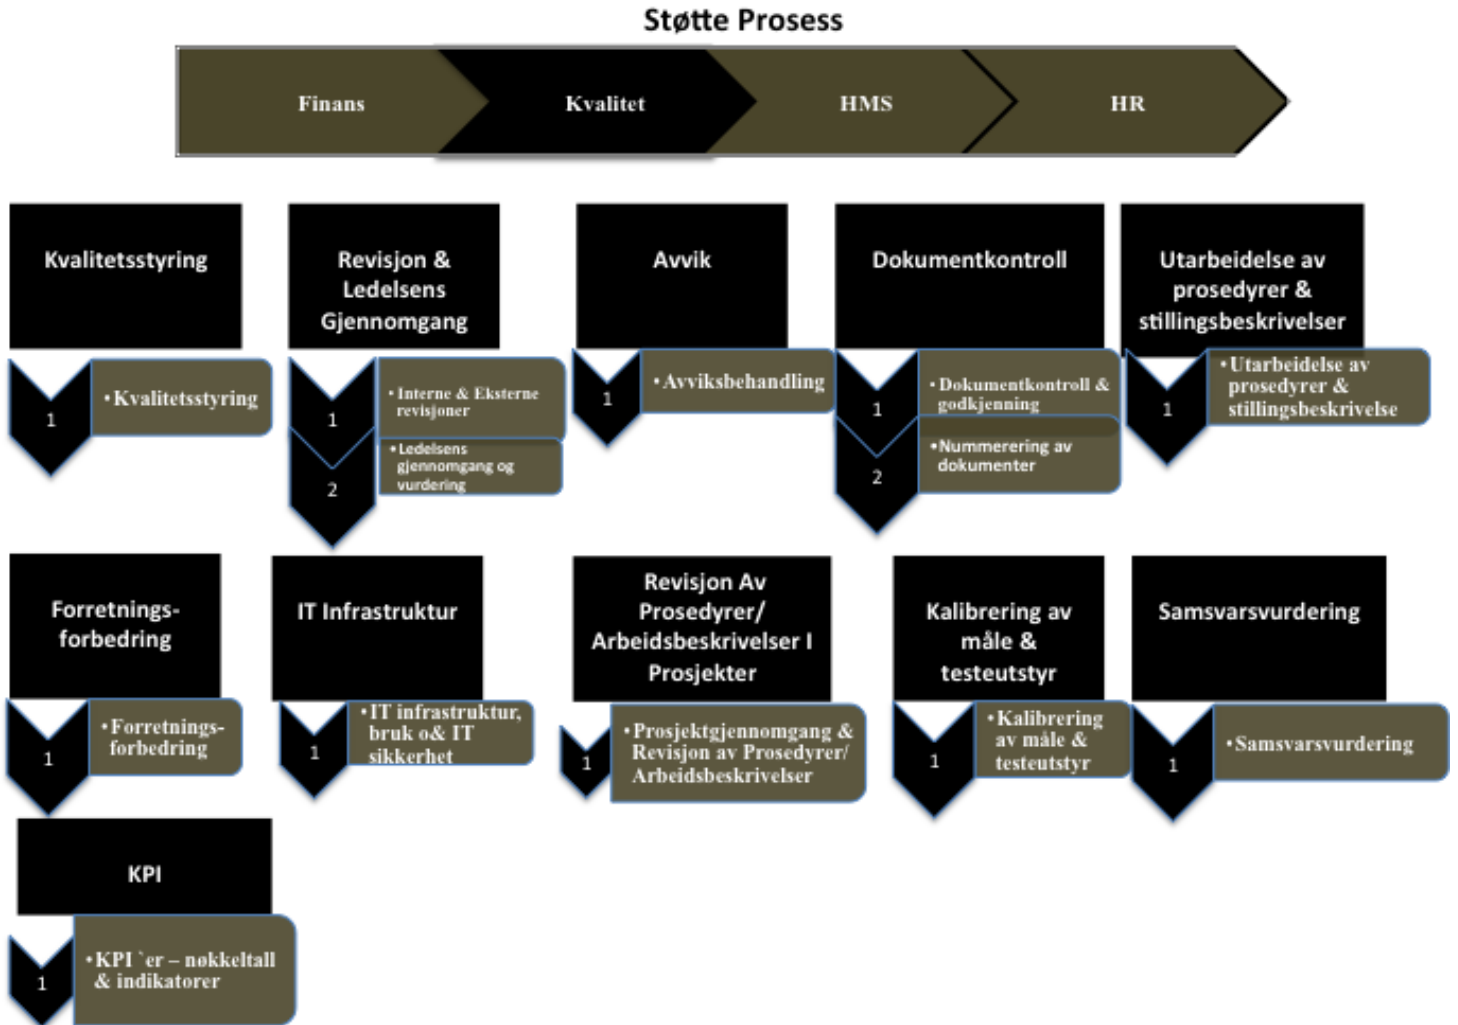 Støtte Prosess
Finans
Kvalitet
HMS
HR
Kvalitetsstyring
1
• Kvalitetsstyring
Revisjon &
Ledelsens
Gjennomgang
1
• Interne & Eksterne
revisjoner
2
• Ledelsens
gjennomgang og
vurdering
Avvik
1
• Avviksbehandling
Dokumentkontroll
1
• Dokumentkontroll &
godkjenning
2
• Nummerering av
dokumenter
Utarbeidelse av
prosedyrer &
stillingsbeskrivelser
1
• Utarbeidelse av
prosedyrer &
stillingsbeskrivelse
Forretnings-
forbedring
1
• Forretnings-
forbedring
IT Infrastruktur
1
• IT infrastruktur,
bruk o& IT
sikkerhet
Revisjon Av
Prosedyrer/
Arbeidsbeskrivelser I
Prosjekter
1
• Prosjektgjennomgang &
Revisjon av Prosedyrer/
Arbeidsbeskrivelser
Kalibrering av
måle &
testeutstyr
1
• Kalibrering
av måle &
testeutstyr
Samsvarsvurdering
1
• Samsvarsvurdering
KPI
1
• KPI `er – nøkkeltall
& indikatorer